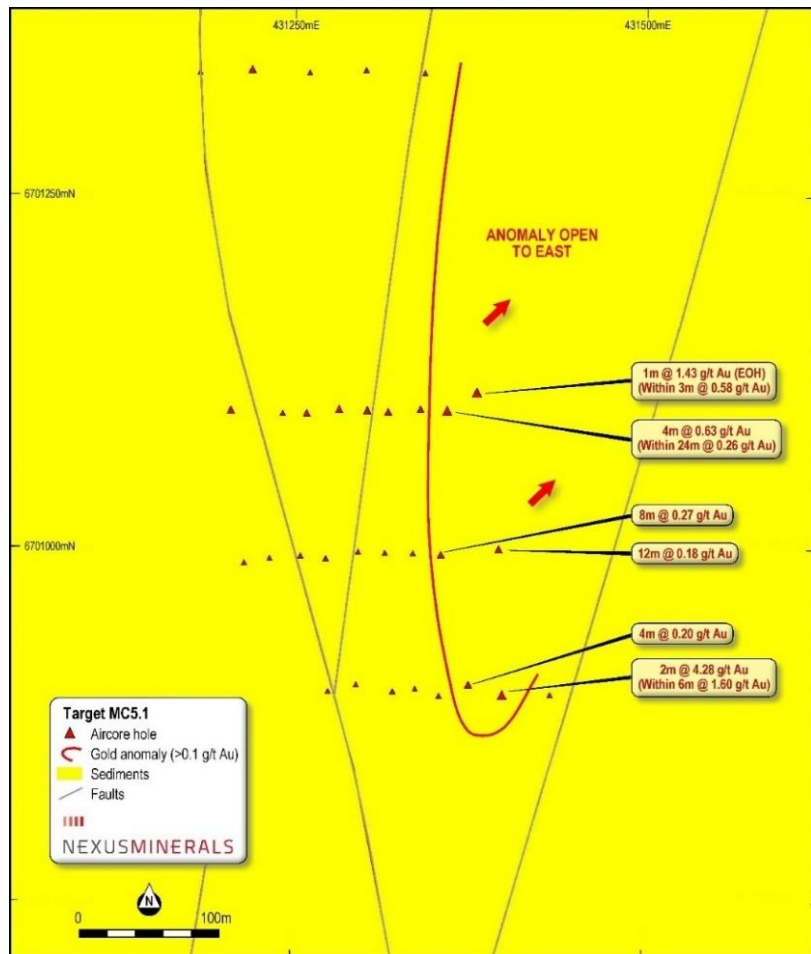 431250mE
431500mE
6701250mN
ANOMALY OPEN
TO EAST
1m @ 1.43 g/t Au (EOH)
(Within 3m @ 0.58 g/t Au)
4m @ 0.63 g/t Au
(Within 24m @ 0.26 g/t Au)
8m @ 0.27 g/t Au
6701000mN
12m @ 0.18 g/t Au
4m @ 0.20 g/t Au
2m @ 4.28 g/t Au
(Within 6m @ 1.60 g/t Au)
Target MC5.1
Aircore hole
Gold anomaly (>0.1 g/t Au)
Sediments
Faults
NEXUSMINERALS
N
0
100m